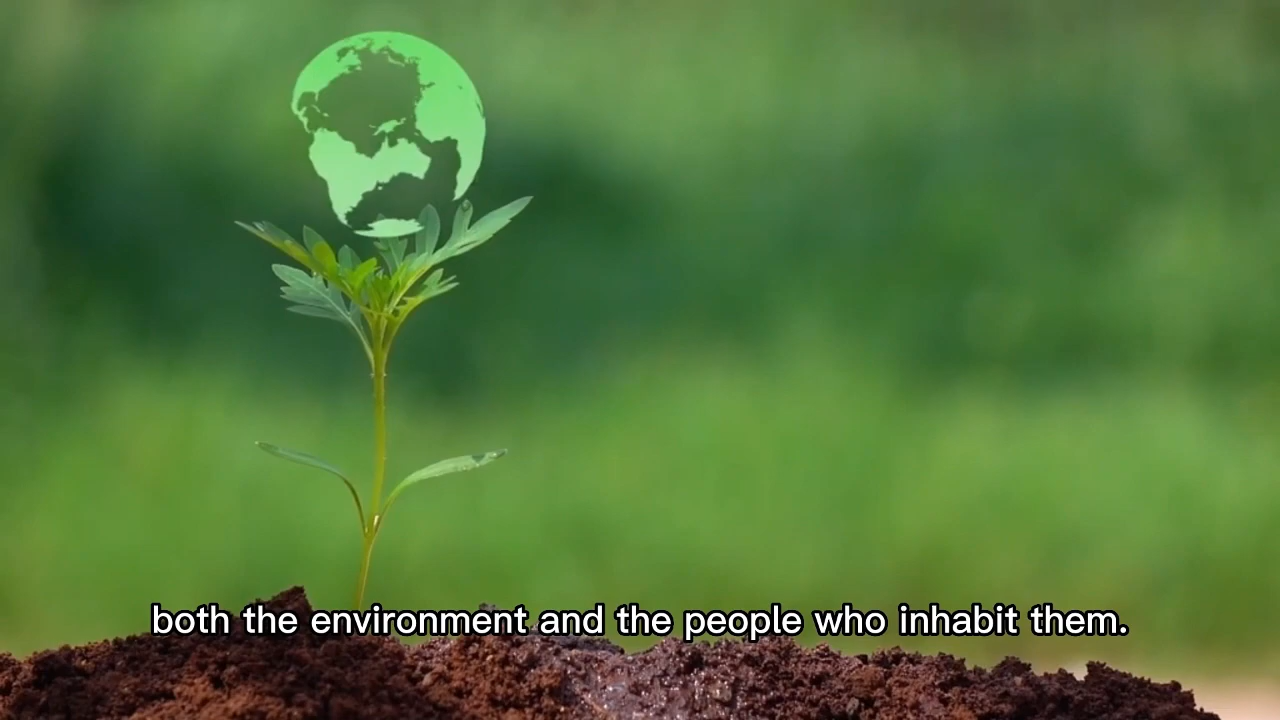 both the environment and the people who inhabit them.